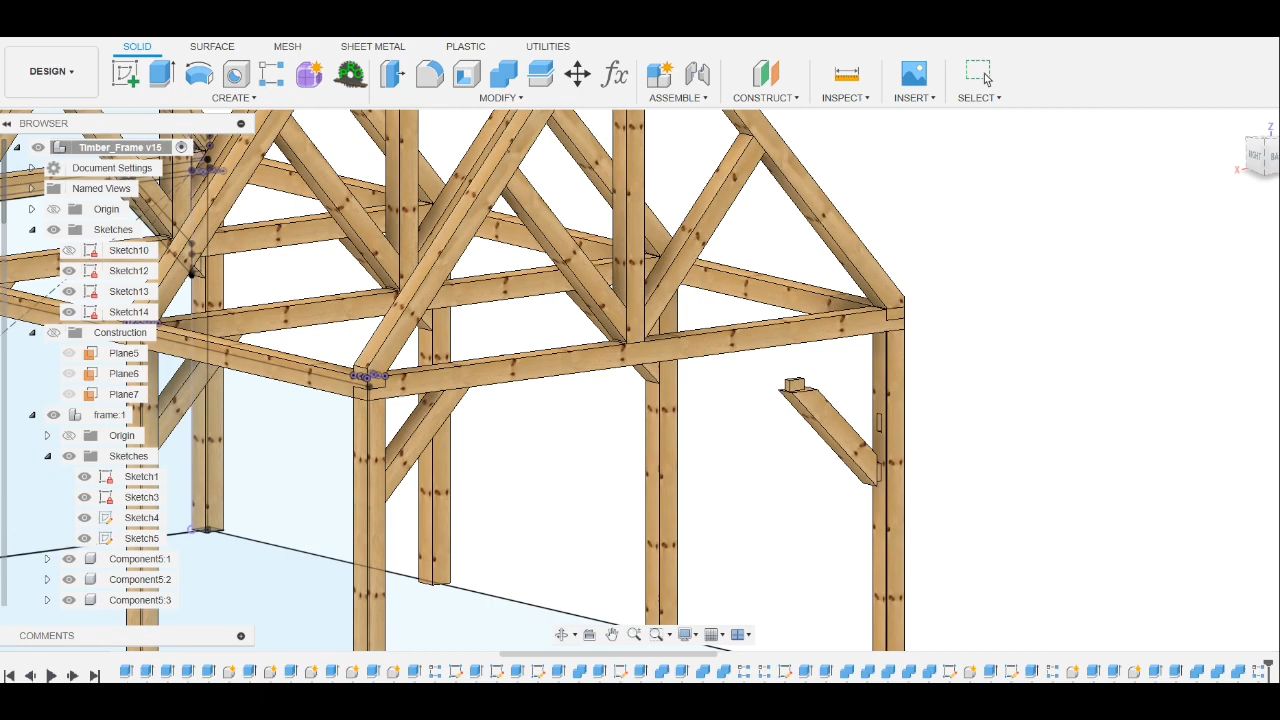 SOLID SURFACE MESH SHEET METAL PLASTIC UTILITIES
DESIGN
CREATE MODIFY ASSEMBLE CONSTRUCT INSPECT INSERT SELECT
BROWSER
Timber_Frame v15
Document Settings
Named Views
Origin
Sketches
Sketch10
Sketch12
Sketch13
Sketch14
Construction
Plane5
Plane6
Plane7
frame:1
Origin
Sketches
Sketch1
Sketch3
Sketch4
Sketch5
Component5:1
Component5:2
Component5:3
COMMENTS
Z
RIGHT
X